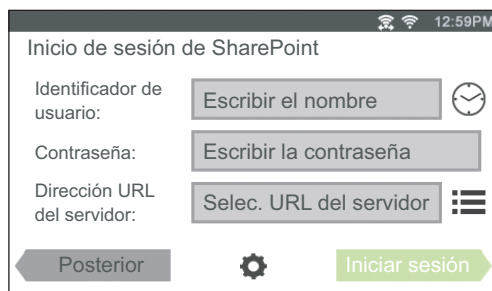 12:59PM
Inicio de sesión de SharePoint
Identificador de
usuario:
Escribir el nombre
Contraseña:
Escribir la contraseña
Dirección URL
del servidor:
Selec. URL del servidor
Posterior
Iniciar sesión